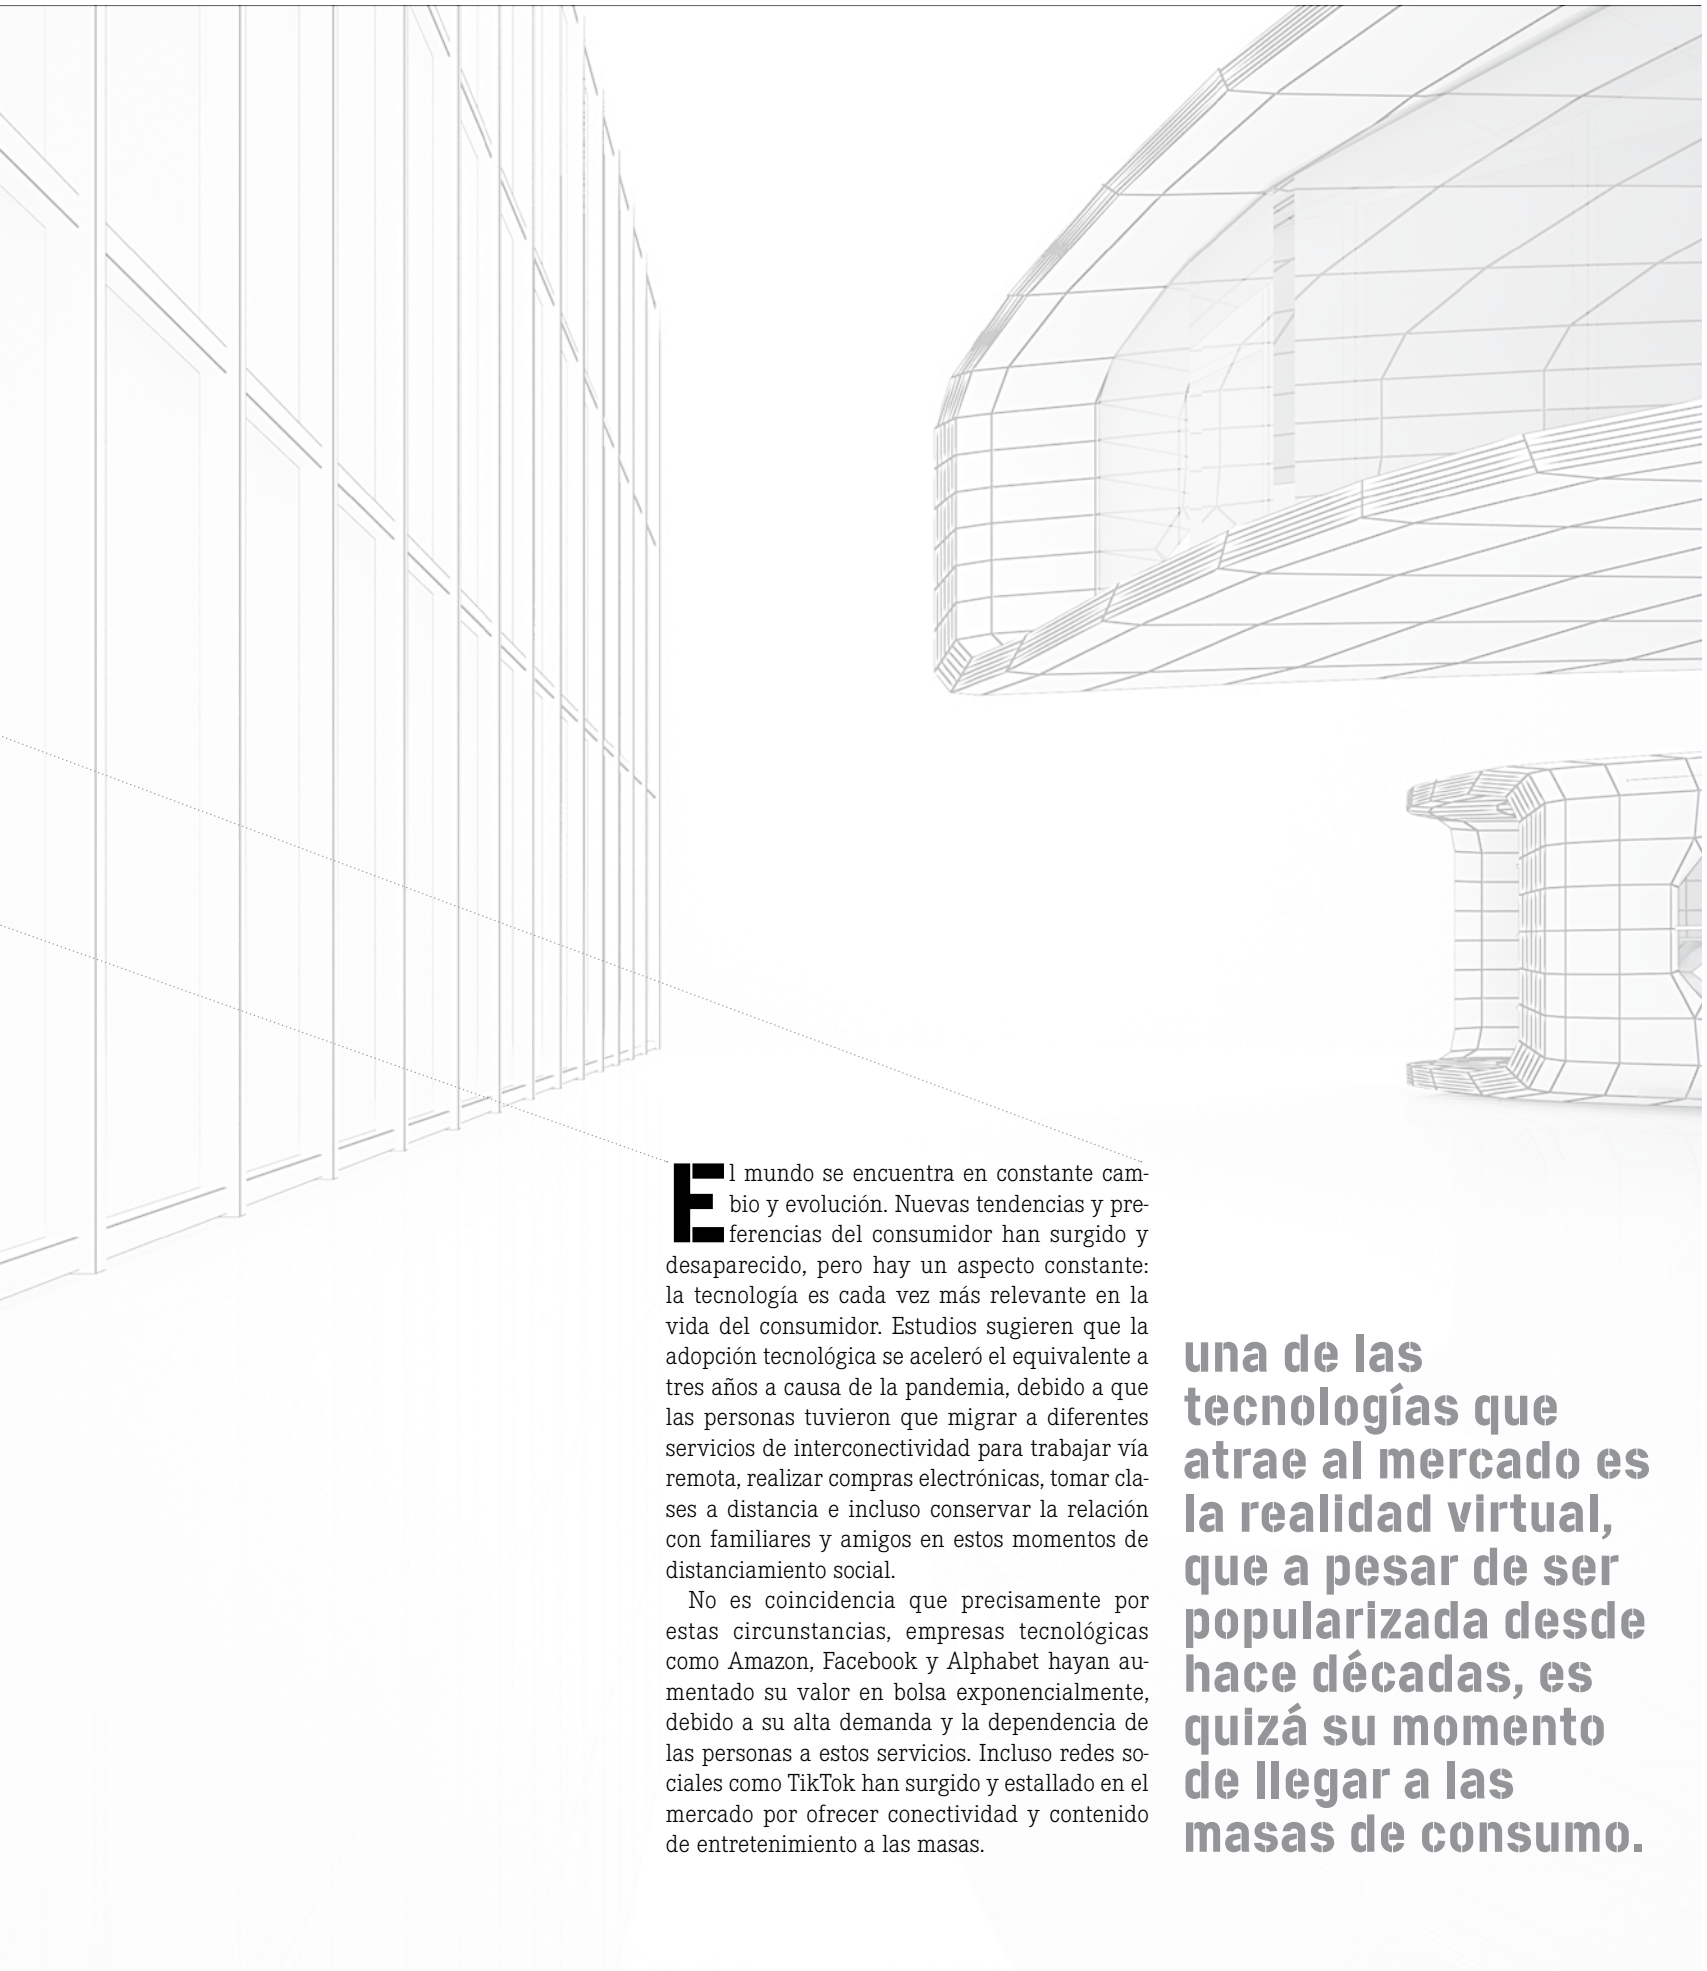 El mundo se encuentra en constante cam-
bio y evolución. Nuevas tendencias y pre-
ferencias del consumidor han surgido y
desaparecido, pero hay un aspecto constante:
la tecnología es cada vez más relevante en la
vida del consumidor. Estudios sugieren que la
adopción tecnológica se aceleró el equivalente a
tres años a causa de la pandemia, debido a que
las personas tuvieron que migrar a diferentes
servicios de interconectividad para trabajar vía
remota, realizar compras electrónicas, tomar cla-
ses a distancia e incluso conservar la relación
con familiares y amigos en estos momentos de
distanciamiento social.
No es coincidencia que precisamente por
estas circunstancias, empresas tecnológicas
como Amazon, Facebook y Alphabet hayan au-
mentado su valor en bolsa exponencialmente,
debido a su alta demanda y la dependencia de
las personas a estos servicios. Incluso redes so-
ciales como TikTok han surgido y estallado en el
mercado por ofrecer conectividad y contenido
de entretenimiento a las masas.
una de las
tecnologías que
atrae al mercado es
la realidad virtual,
que a pesar de ser
popularizada desde
hace décadas, es
quizá su momento
de llegar a las
masas de consumo.